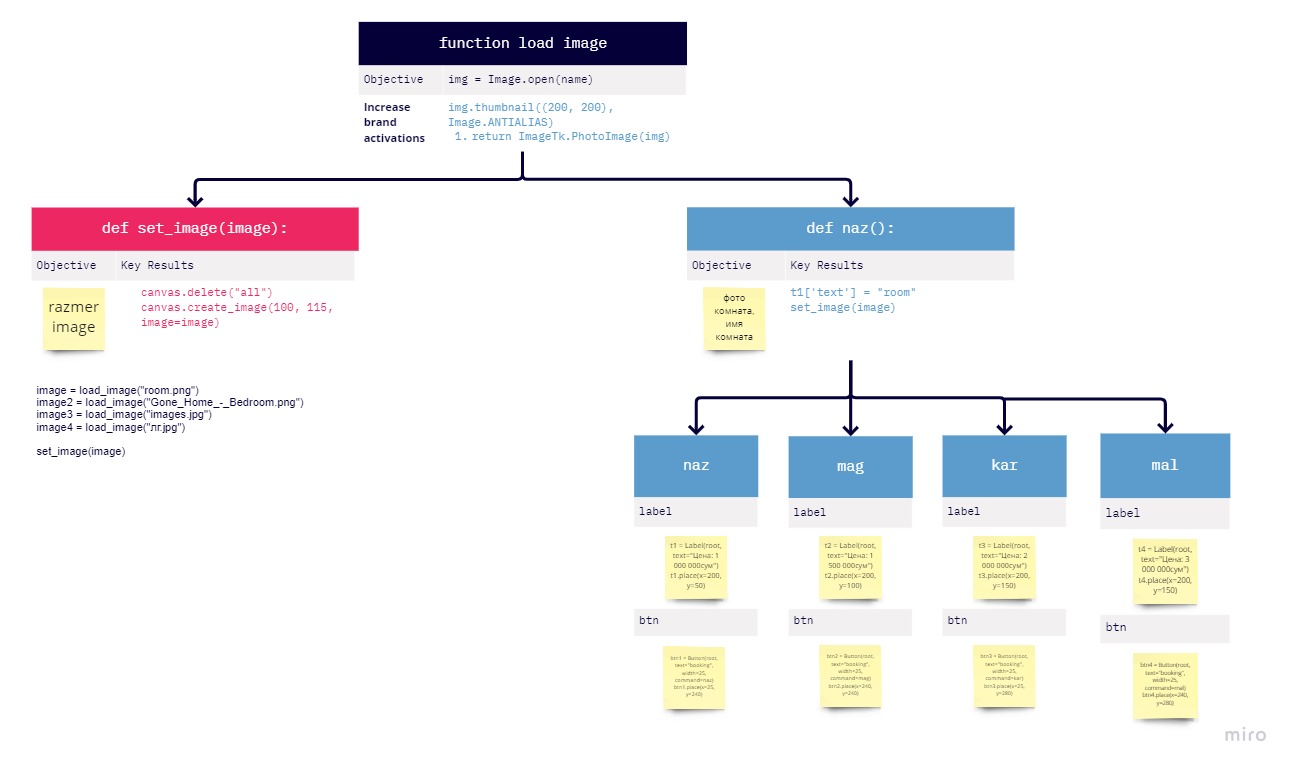 function load image
Objective
img = Image.open(name)
Increase
brand
activations
img.thumbnail((200, 200),
Image.ANTIALIAS)
1. return ImageTk.PhotoImage(img)
def set_image(image):
Objective
Key Results
razmer
image
canvas.delete("all")
canvas.create_image(100, 115,
image=image)
image = load_image("room.png")
image2 = load_image("Gone_Home_-_Bedroom.png")
image3 = load_image("images.jpg")
image4 = load_image("лг.jpg")
set_image(image)
def naz():
Objective
Key Results
фото
комната,
имя
комната
t1['text'] = "room"
set_image(image)
naz
label
t1 = Label(root,
text="Цена: 1
000 000сум")
t1.place(x=200,
y=50)
btn
btn1 = Button(root,
text="booking",
width=25,
command=naz)
btn1.place(x=25,
y=240)
mag
label
t2 = Label(root,
text="Цена: 1
500 000сум")
t2.place(x=200,
y=100)
btn
btn2 = Button(root,
text="booking",
width=25,
command=mag)
btn2.place(x=240,
y=240)
kar
label
t3 = Label(root,
text="Цена: 2
000 000сум")
t3.place(x=200,
y=150)
btn
btn3 = Button(root,
text="booking",
width=25,
command=kar)
btn3.place(x=25,
y=280)
mal
label
t4 = Label(root,
text="Цена: 3
000 000сум")
t4.place(x=200,
y=150)
btn
btn4 = Button(root,
text="booking",
width=25,
command=mal)
btn4.place(x=240,
y=280)
miro